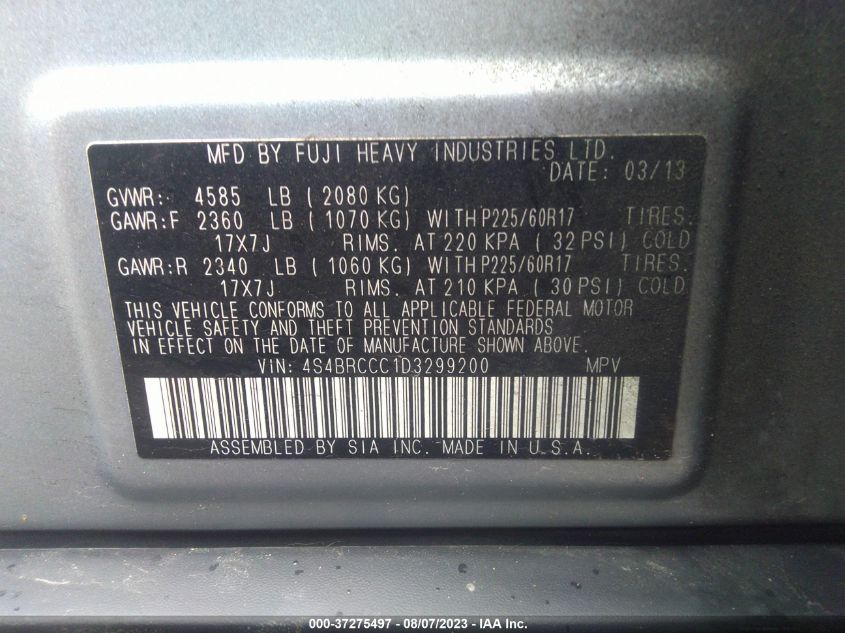 MFD BY FUJI HEAVY INDUSTRIES LTD.
DATE: 03/13
GVWR: 4585 LB ( 2080 KG)
GAWR:F 2360 LB ( 1070 KG) WITH P225/60R17 TIRES.
17X7J RIMS. AT 220 KPA ( 32 PSI) COLD
GAWR:R 2340 LB ( 1060 KG) WITH P225/60R17 TIRES.
17X7J RIMS. AT 210 KPA ( 30 PSI) COLD
THIS VEHICLE CONFORMS TO ALL APPLICABLE FEDERAL MOTOR
VEHICLE SAFETY AND THEFT PREVENTION STANDARDS
IN EFFECT ON THE DATE OF MANUFACTURE SHOWN ABOVE.
VIN: 4S4BRCCC1D3299200 MPV
ASSEMBLED BY SIA INC. MADE IN U.S.A.
000-37275497 - 08/07/2023 - IAA Inc.